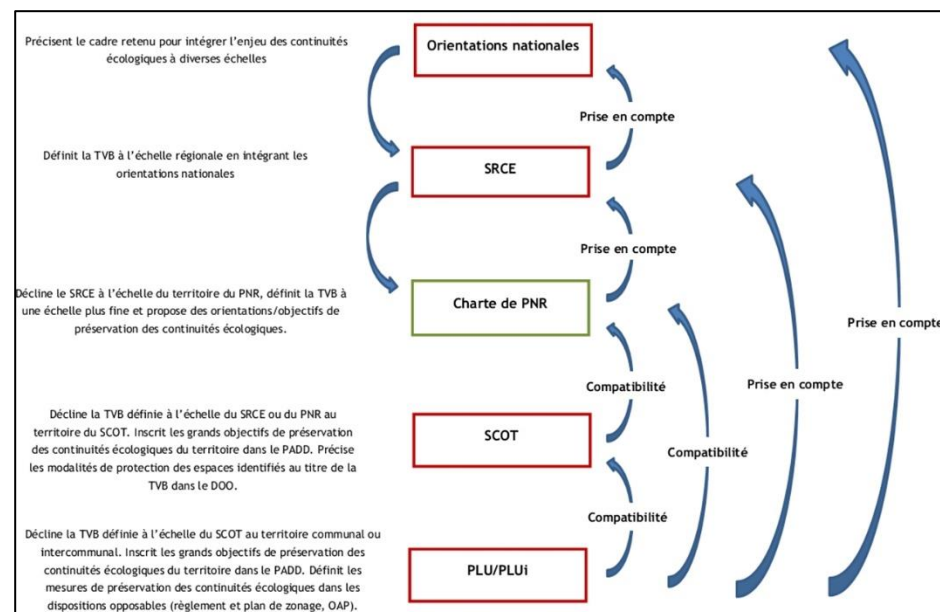 Précisent le cadre retenu pour intégrer l'enjeu des continuités
écologiques à diverses échelles
Orientations nationales
Prise en compte
Définit la TVB à l'échelle régionale en intégrant les
orientations nationales
SRCE
Prise en compte
Décline le SRCE à l'échelle du territoire du PNR, définit la TVB à
une échelle plus fine et propose des orientations/objectifs de
préservation des continuités écologiques.
Charte de PNR
Prise en compte
Compatibilité
Prise en compte
Décline la TVB définie à l'échelle du SRCE ou du PNR au
territoire du SCOT. Inscrit les grands objectifs de préservation
des continuités écologiques du territoire dans le PADD. Précise
les modalités de protection des espaces identifiés au titre de la
TVB dans le DOO.
SCOT
Compatibilité
Compatibilité
Décline la TVB définie à l'échelle du SCOT au territoire communal ou
intercommunal. Inscrit les grands objectifs de préservation des
continuités écologiques du territoire dans le PADD. Définit les
mesures de préservation des continuités écologiques dans les
dispositions opposables (règlement et plan de zonage, OAP).
PLU/PLUi